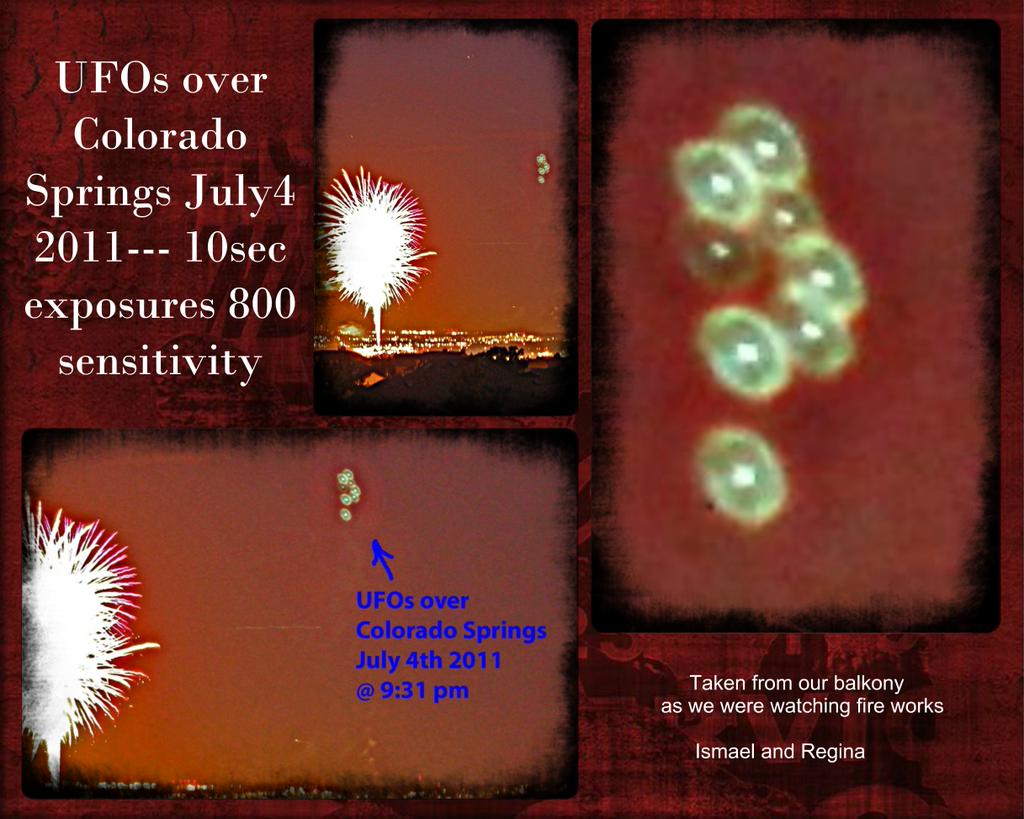 UFOs over
Colorado
Springs July4
2011--- 10sec
exposures 800
sensitivity
UFOs over
Colorado Springs
July 4th 2011
@ 9:31 pm
Taken from our balkony
as we were watching fire works
Ismael and Regina